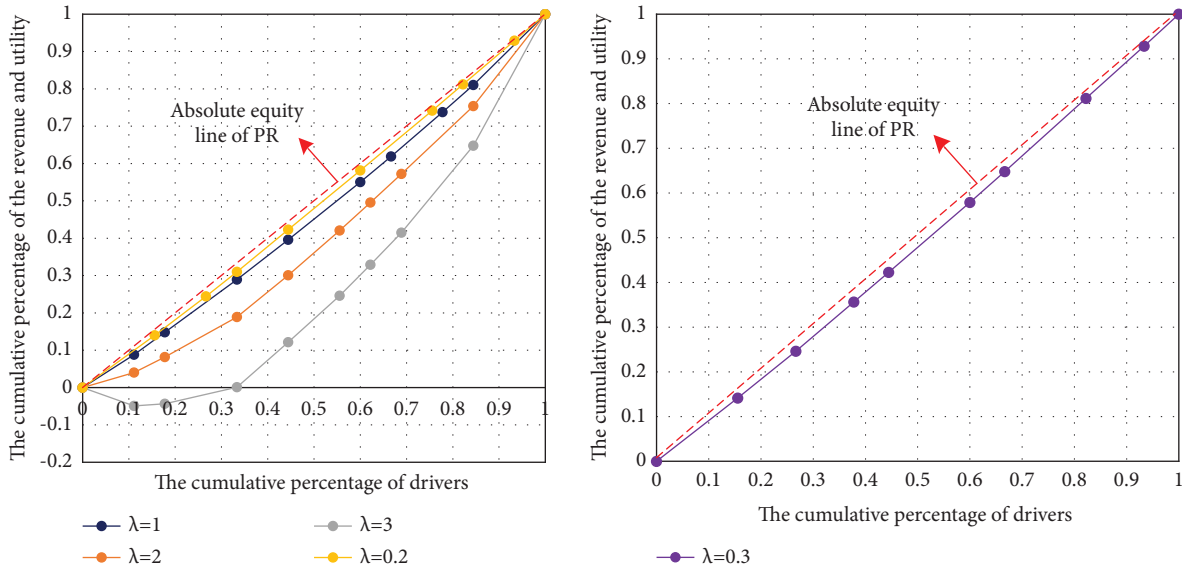 The cumulative percentage of the revenue and utility
1
0.9
0.8
0.7
0.6
0.5
0.4
0.3
0.2
0.1
0
-0.1
-0.2
Absolute equity
line of PR
0 0.1 0.2 0.3 0.4 0.5 0.6 0.7 0.8 0.9 1
The cumulative percentage of drivers
λ=1
λ=3
λ=2
λ=0.2
The cumulative percentage of the revenue and utility
1
0.9
0.8
0.7
0.6
0.5
0.4
0.3
0.2
0.1
0
Absolute equity
line of PR
0 0.1 0.2 0.3 0.4 0.5 0.6 0.7 0.8 0.9 1
The cumulative percentage of drivers
λ=0.3